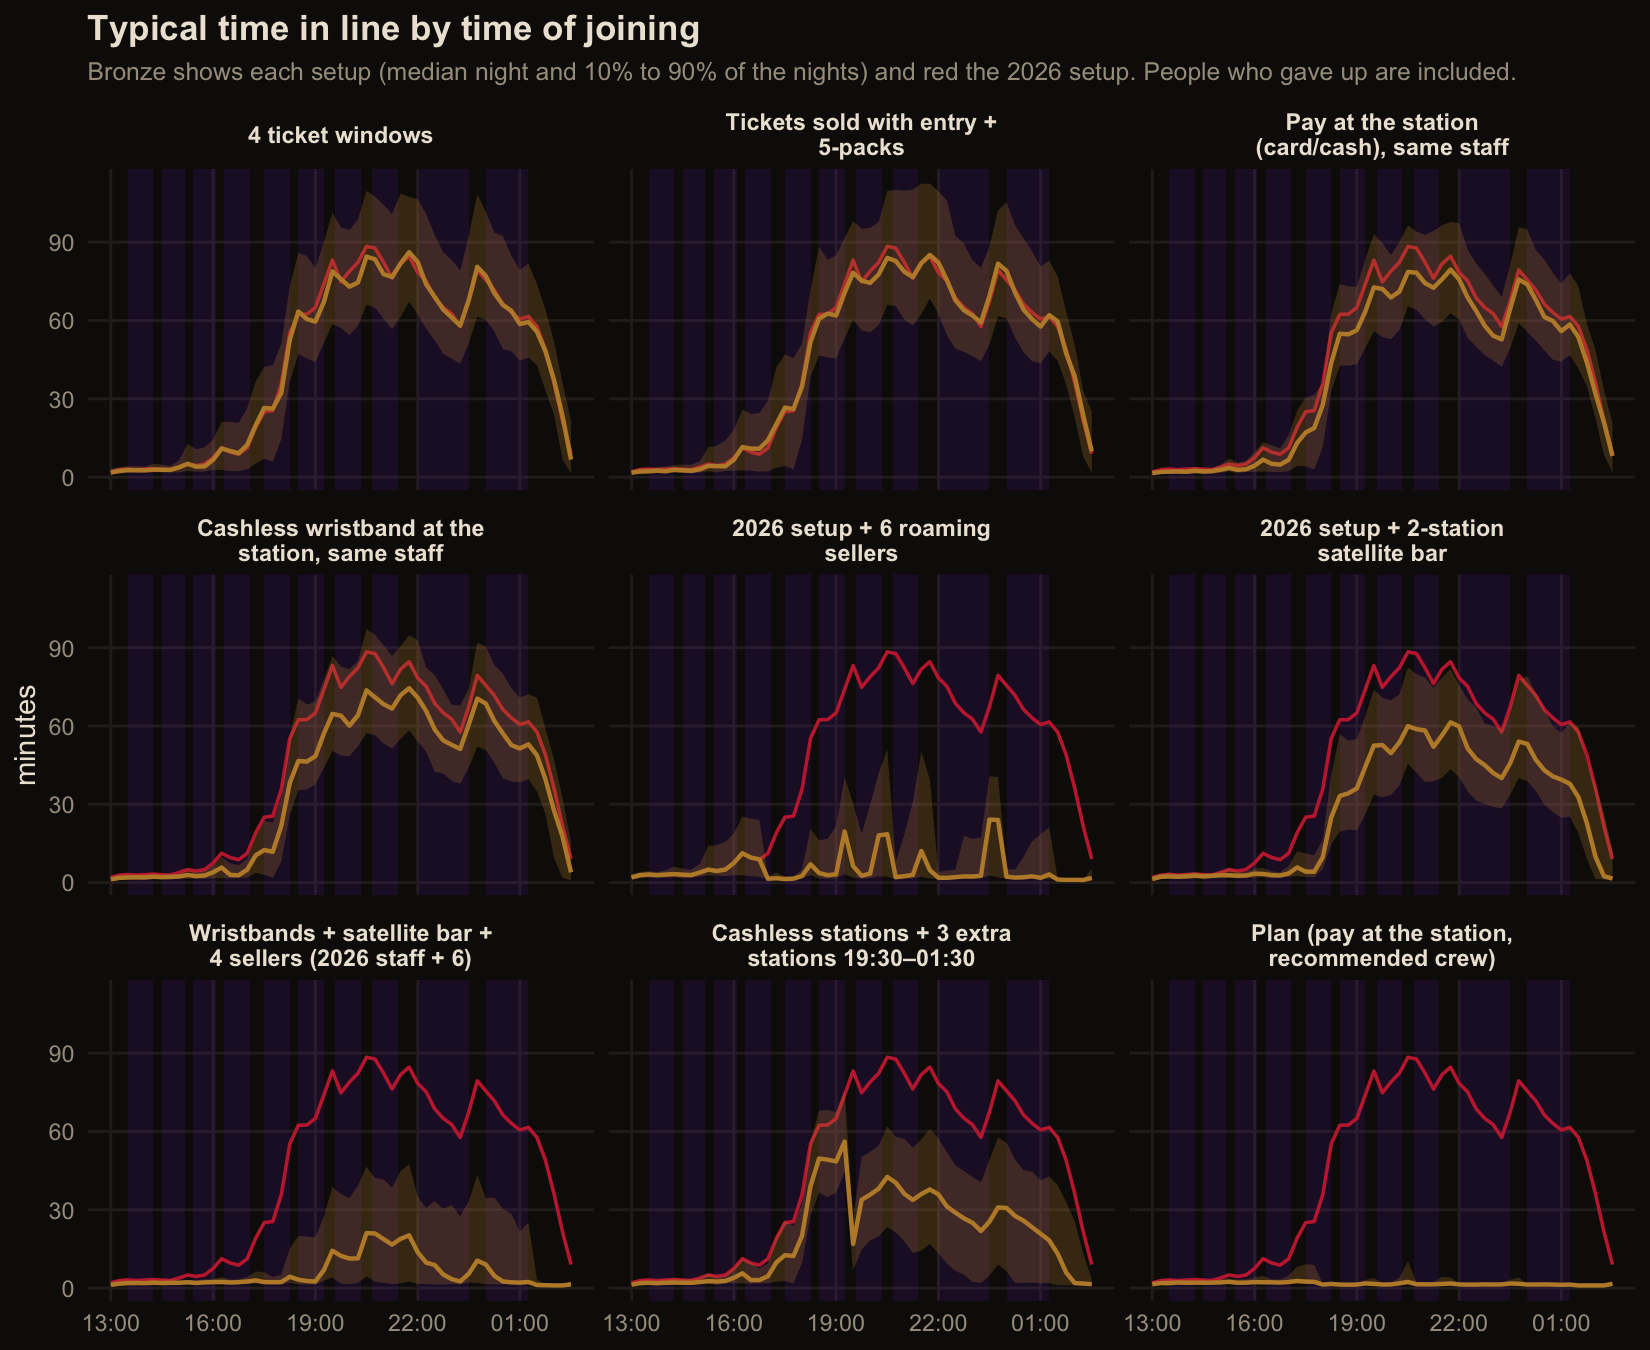 Typical time in line by time of joining
Bronze shows each setup (median night and 10% to 90% of the nights) and red the 2026 setup. People who gave up are included.
4 ticket windows
Tickets sold with entry +
5-packs
Pay at the station
(card/cash), same staff
90
60
30
0
Cashless wristband at the
station, same staff
2026 setup + 6 roaming
sellers
2026 setup + 2-station
satellite bar
minutes
90
60
30
0
Wristbands + satellite bar +
4 sellers (2026 staff + 6)
Cashless stations + 3 extra
stations 19:30–01:30
Plan (pay at the station,
recommended crew)
90
60
30
0
13:00 16:00 19:00 22:00 01:00 13:00 16:00 19:00 22:00 01:00 13:00 16:00 19:00 22:00 01:00